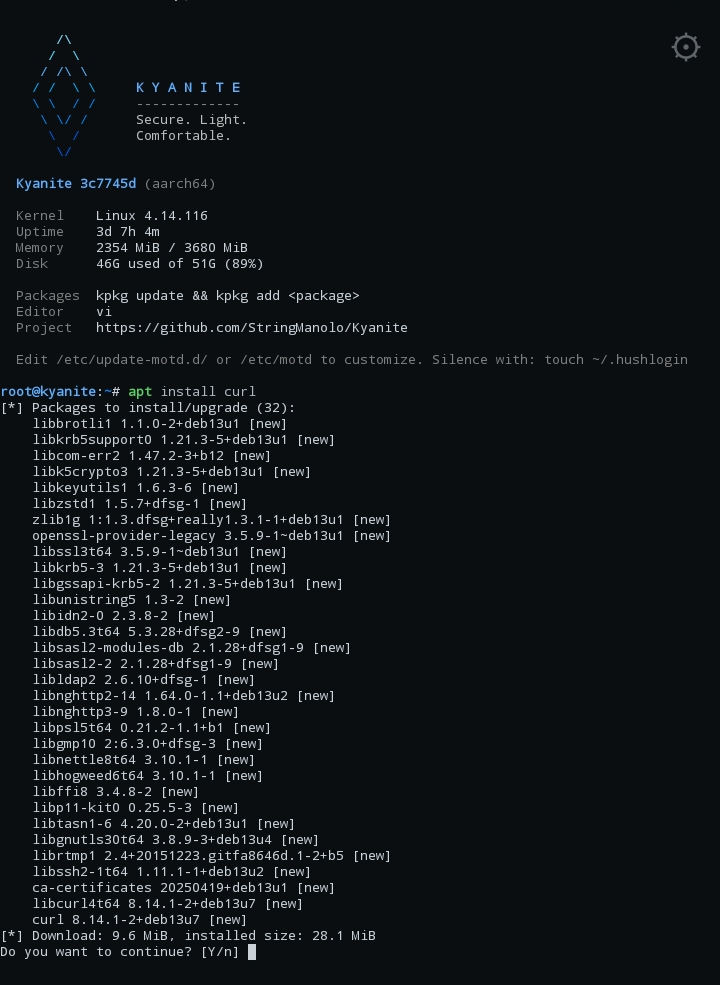 /\
/  \
/ /\ \
/ /  \ \
\ \  / /
\ \/ /
\  /
\/
K Y A N I T E
-------------
Secure. Light.
Comfortable.
Kyanite 3c7745d (aarch64)
Kernel    Linux 4.14.116
Uptime    3d 7h 4m
Memory    2354 MiB / 3680 MiB
Disk      46G used of 51G (89%)
Packages  kpkg update && kpkg add <package>
Editor    vi
Project   https://github.com/StringManolo/Kyanite
Edit /etc/update-motd.d/ or /etc/motd to customize. Silence with: touch ~/.hushlogin
root@kyanite:~# apt install curl
[*] Packages to install/upgrade (32):
libbrotli1 1.1.0-2+deb13u1 [new]
libkrb5support0 1.21.3-5+deb13u1 [new]
libcom-err2 1.47.2-3+b12 [new]
libk5crypto3 1.21.3-5+deb13u1 [new]
libkeyutils1 1.6.3-6 [new]
libzstd1 1.5.7+dfsg-1 [new]
zlib1g 1:1.3.dfsg+really1.3.1-1+deb13u1 [new]
openssl-provider-legacy 3.5.9-1~deb13u1 [new]
libssl3t64 3.5.9-1~deb13u1 [new]
libkrb5-3 1.21.3-5+deb13u1 [new]
libgssapi-krb5-2 1.21.3-5+deb13u1 [new]
libunistring5 1.3-2 [new]
libidn2-0 2.3.8-2 [new]
libdb5.3t64 5.3.28+dfsg2-9 [new]
libsasl2-modules-db 2.1.28+dfsg1-9 [new]
libsasl2-2 2.1.28+dfsg1-9 [new]
libldap2 2.6.10+dfsg-1 [new]
libnghttp2-14 1.64.0-1.1+deb13u2 [new]
libnghttp3-9 1.8.0-1 [new]
libpsl5t64 0.21.2-1.1+b1 [new]
libgmp10 2:6.3.0+dfsg-3 [new]
libnettle8t64 3.10.1-1 [new]
libhogweed6t64 3.10.1-1 [new]
libffi8 3.4.8-2 [new]
libp11-kit0 0.25.5-3 [new]
libtasn1-6 4.20.0-2+deb13u1 [new]
libgnutls30t64 3.8.9-3+deb13u4 [new]
librtmp1 2.4+20151223.gitfa8646d.1-2+b5 [new]
libssh2-1t64 1.11.1-1+deb13u2 [new]
ca-certificates 20250419+deb13u1 [new]
libcurl4t64 8.14.1-2+deb13u7 [new]
curl 8.14.1-2+deb13u7 [new]
[*] Download: 9.6 MiB, installed size: 28.1 MiB
Do you want to continue? [Y/n]